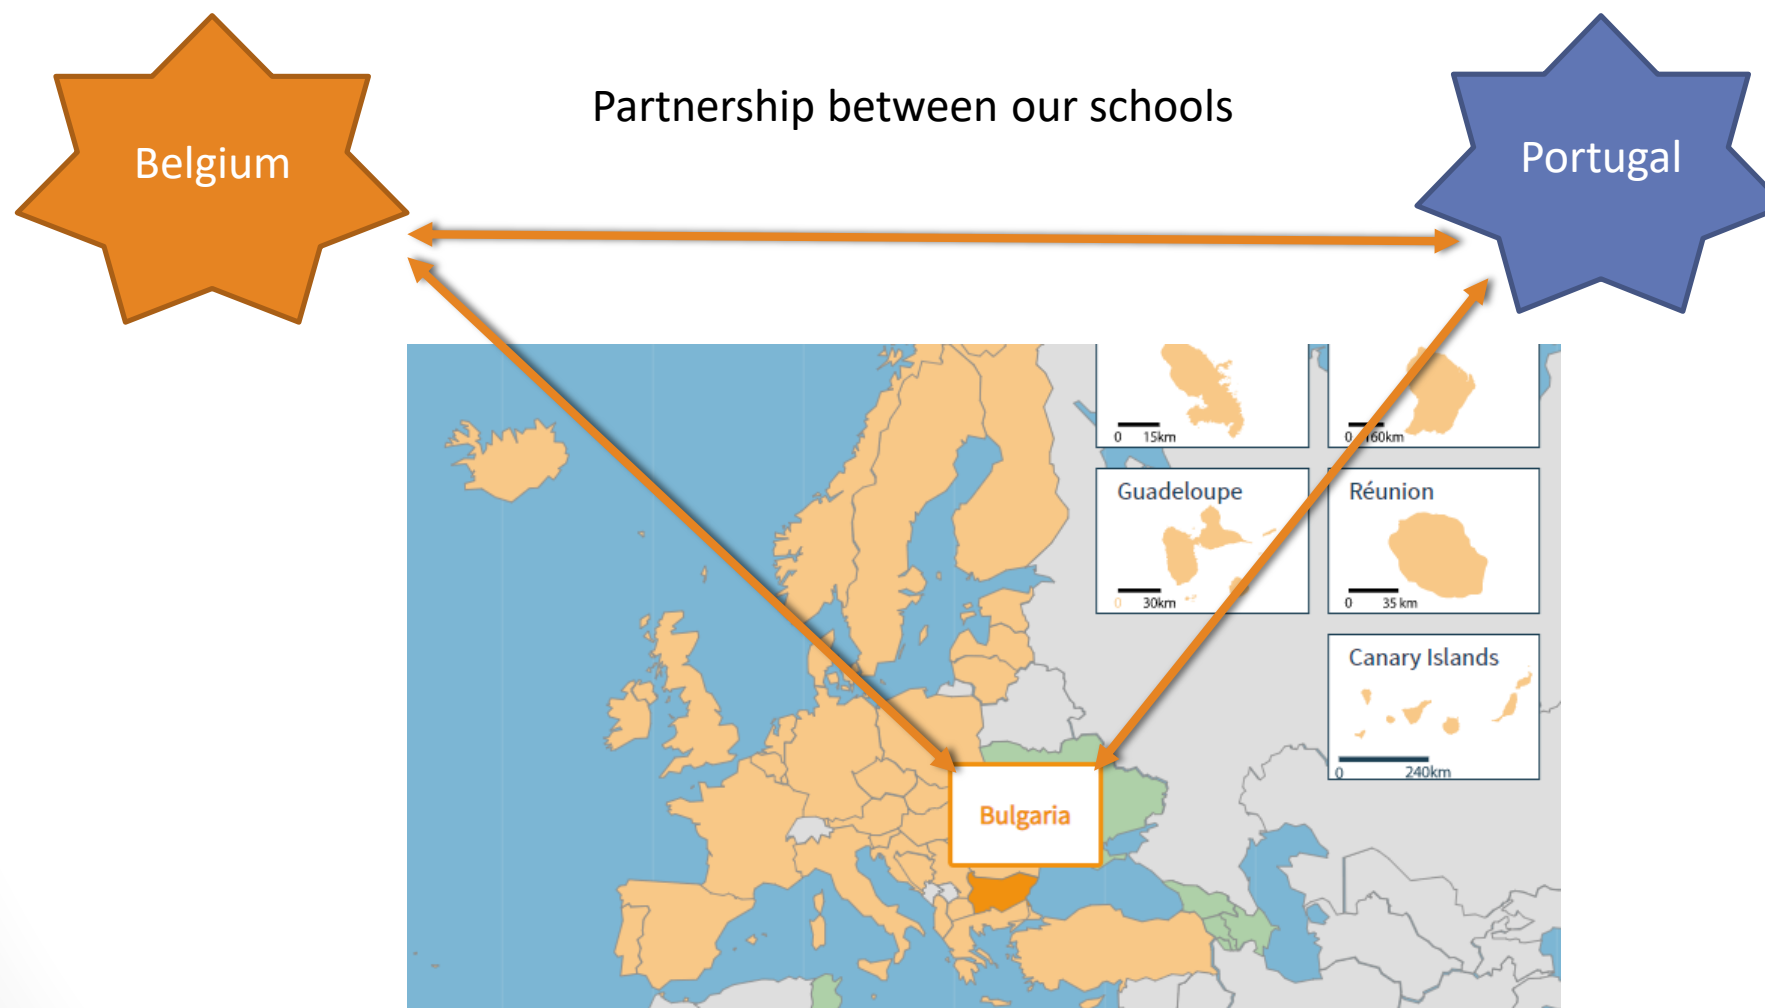 Partnership between our schools
Belgium
Portugal
0 15km
0 160km
Guadeloupe
Réunion
0 30km
0 35 km
Canary Islands
0 240km
Bulgaria